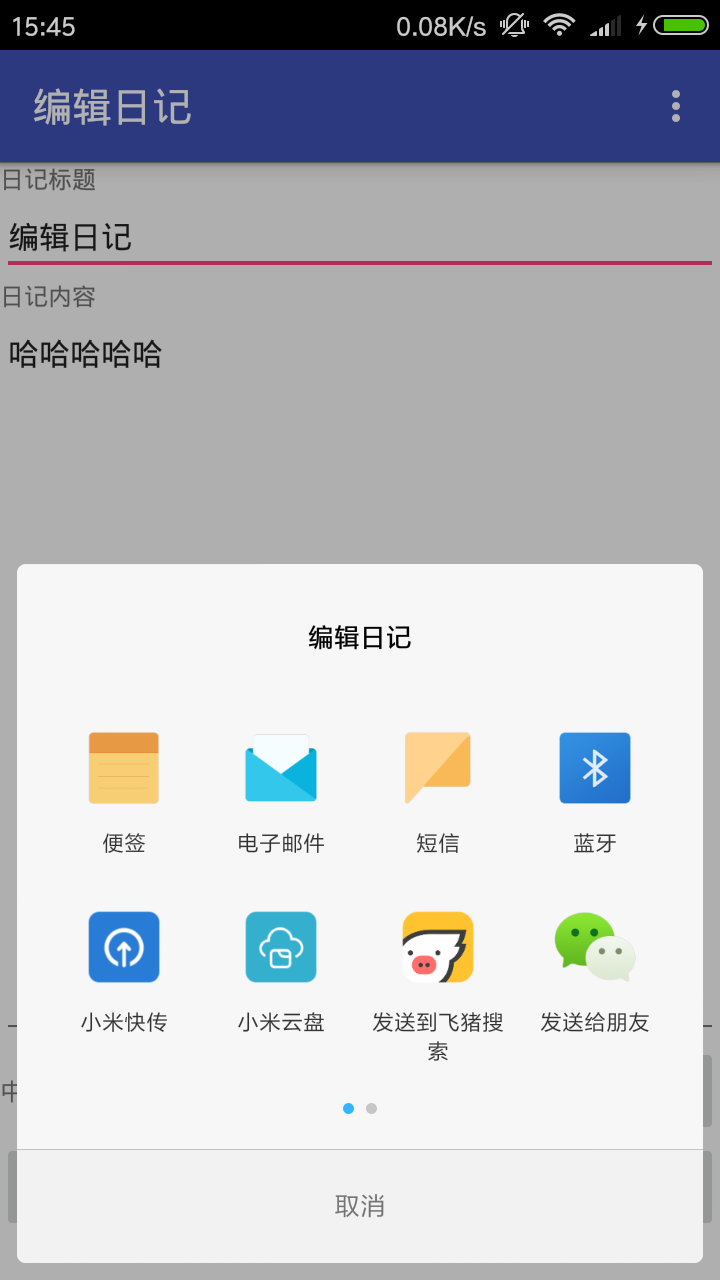 15:45
0.08K/s
编辑日记
日记标题
编辑日记
日记内容
哈哈哈哈哈
编辑日记
便签
电子邮件
短信
蓝牙
小米快传
小米云盘
发送到飞猪搜
索
发送给朋友
中
取消